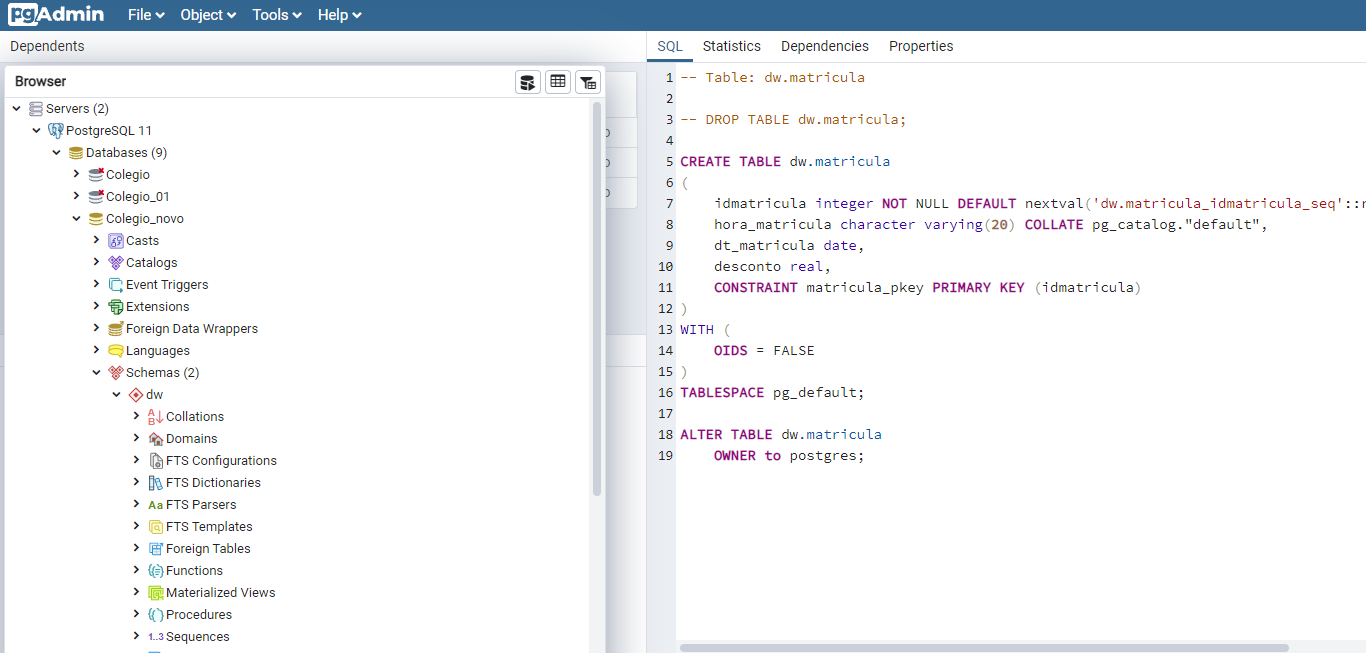 pgAdmin File Object Tools Help
Dependents
SQL Statistics Dependencies Properties
Browser
Servers (2)
PostgreSQL 11
Databases (9)
Colegio
Colegio_01
Colegio_novo
Casts
Catalogs
Event Triggers
Extensions
Foreign Data Wrappers
Languages
Schemas (2)
dw
Collations
Domains
FTS Configurations
FTS Dictionaries
Aa FTS Parsers
FTS Templates
Foreign Tables
Functions
Materialized Views
Procedures
1..3 Sequences
1 -- Table: dw.matricula
2
3 -- DROP TABLE dw.matricula;
4
5 CREATE TABLE dw.matricula
6 (
7 idmatricula integer NOT NULL DEFAULT nextval('dw.matricula_idmatricula_seq'::
8 hora_matricula character varying(20) COLLATE pg_catalog."default",
9 dt_matricula date,
10 desconto real,
11 CONSTRAINT matricula_pkey PRIMARY KEY (idmatricula)
12 )
13 WITH (
14 OIDS = FALSE
15 )
16 TABLESPACE pg_default;
17
18 ALTER TABLE dw.matricula
19 OWNER to postgres;